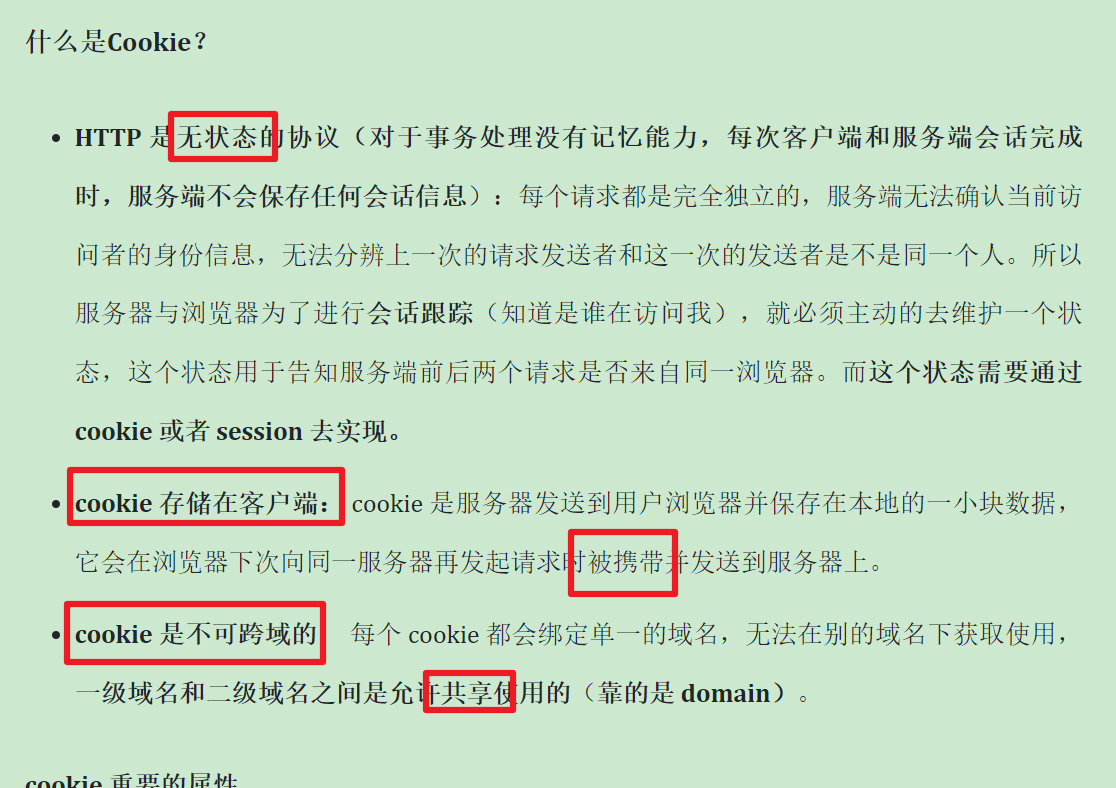 什么是Cookie？
HTTP 是无状态的协议（对于事务处理没有记忆能力，每次客户端和服务端会话完成
时，服务端不会保存任何会话信息）：每个请求都是完全独立的，服务端无法确认当前访
问者的身份信息，无法分辨上一次的请求发送者和这一次的发送者是不是同一个人。所以
服务器与浏览器为了进行会话跟踪（知道是谁在访问我），就必须主动的去维护一个状
态，这个状态用于告知服务端前后两个请求是否来自同一浏览器。而这个状态需要通过
cookie 或者 session 去实现。
cookie 存储在客户端： cookie 是服务器发送到用户浏览器并保存在本地的一小块数据，
它会在浏览器下次向同一服务器再发起请求时被携带并发送到服务器上。
cookie 是不可跨域的 每个 cookie 都会绑定单一的域名，无法在别的域名下获取使用，
一级域名和二级域名之间是允许共享使用的（靠的是 domain）。
cookie 重要的属性